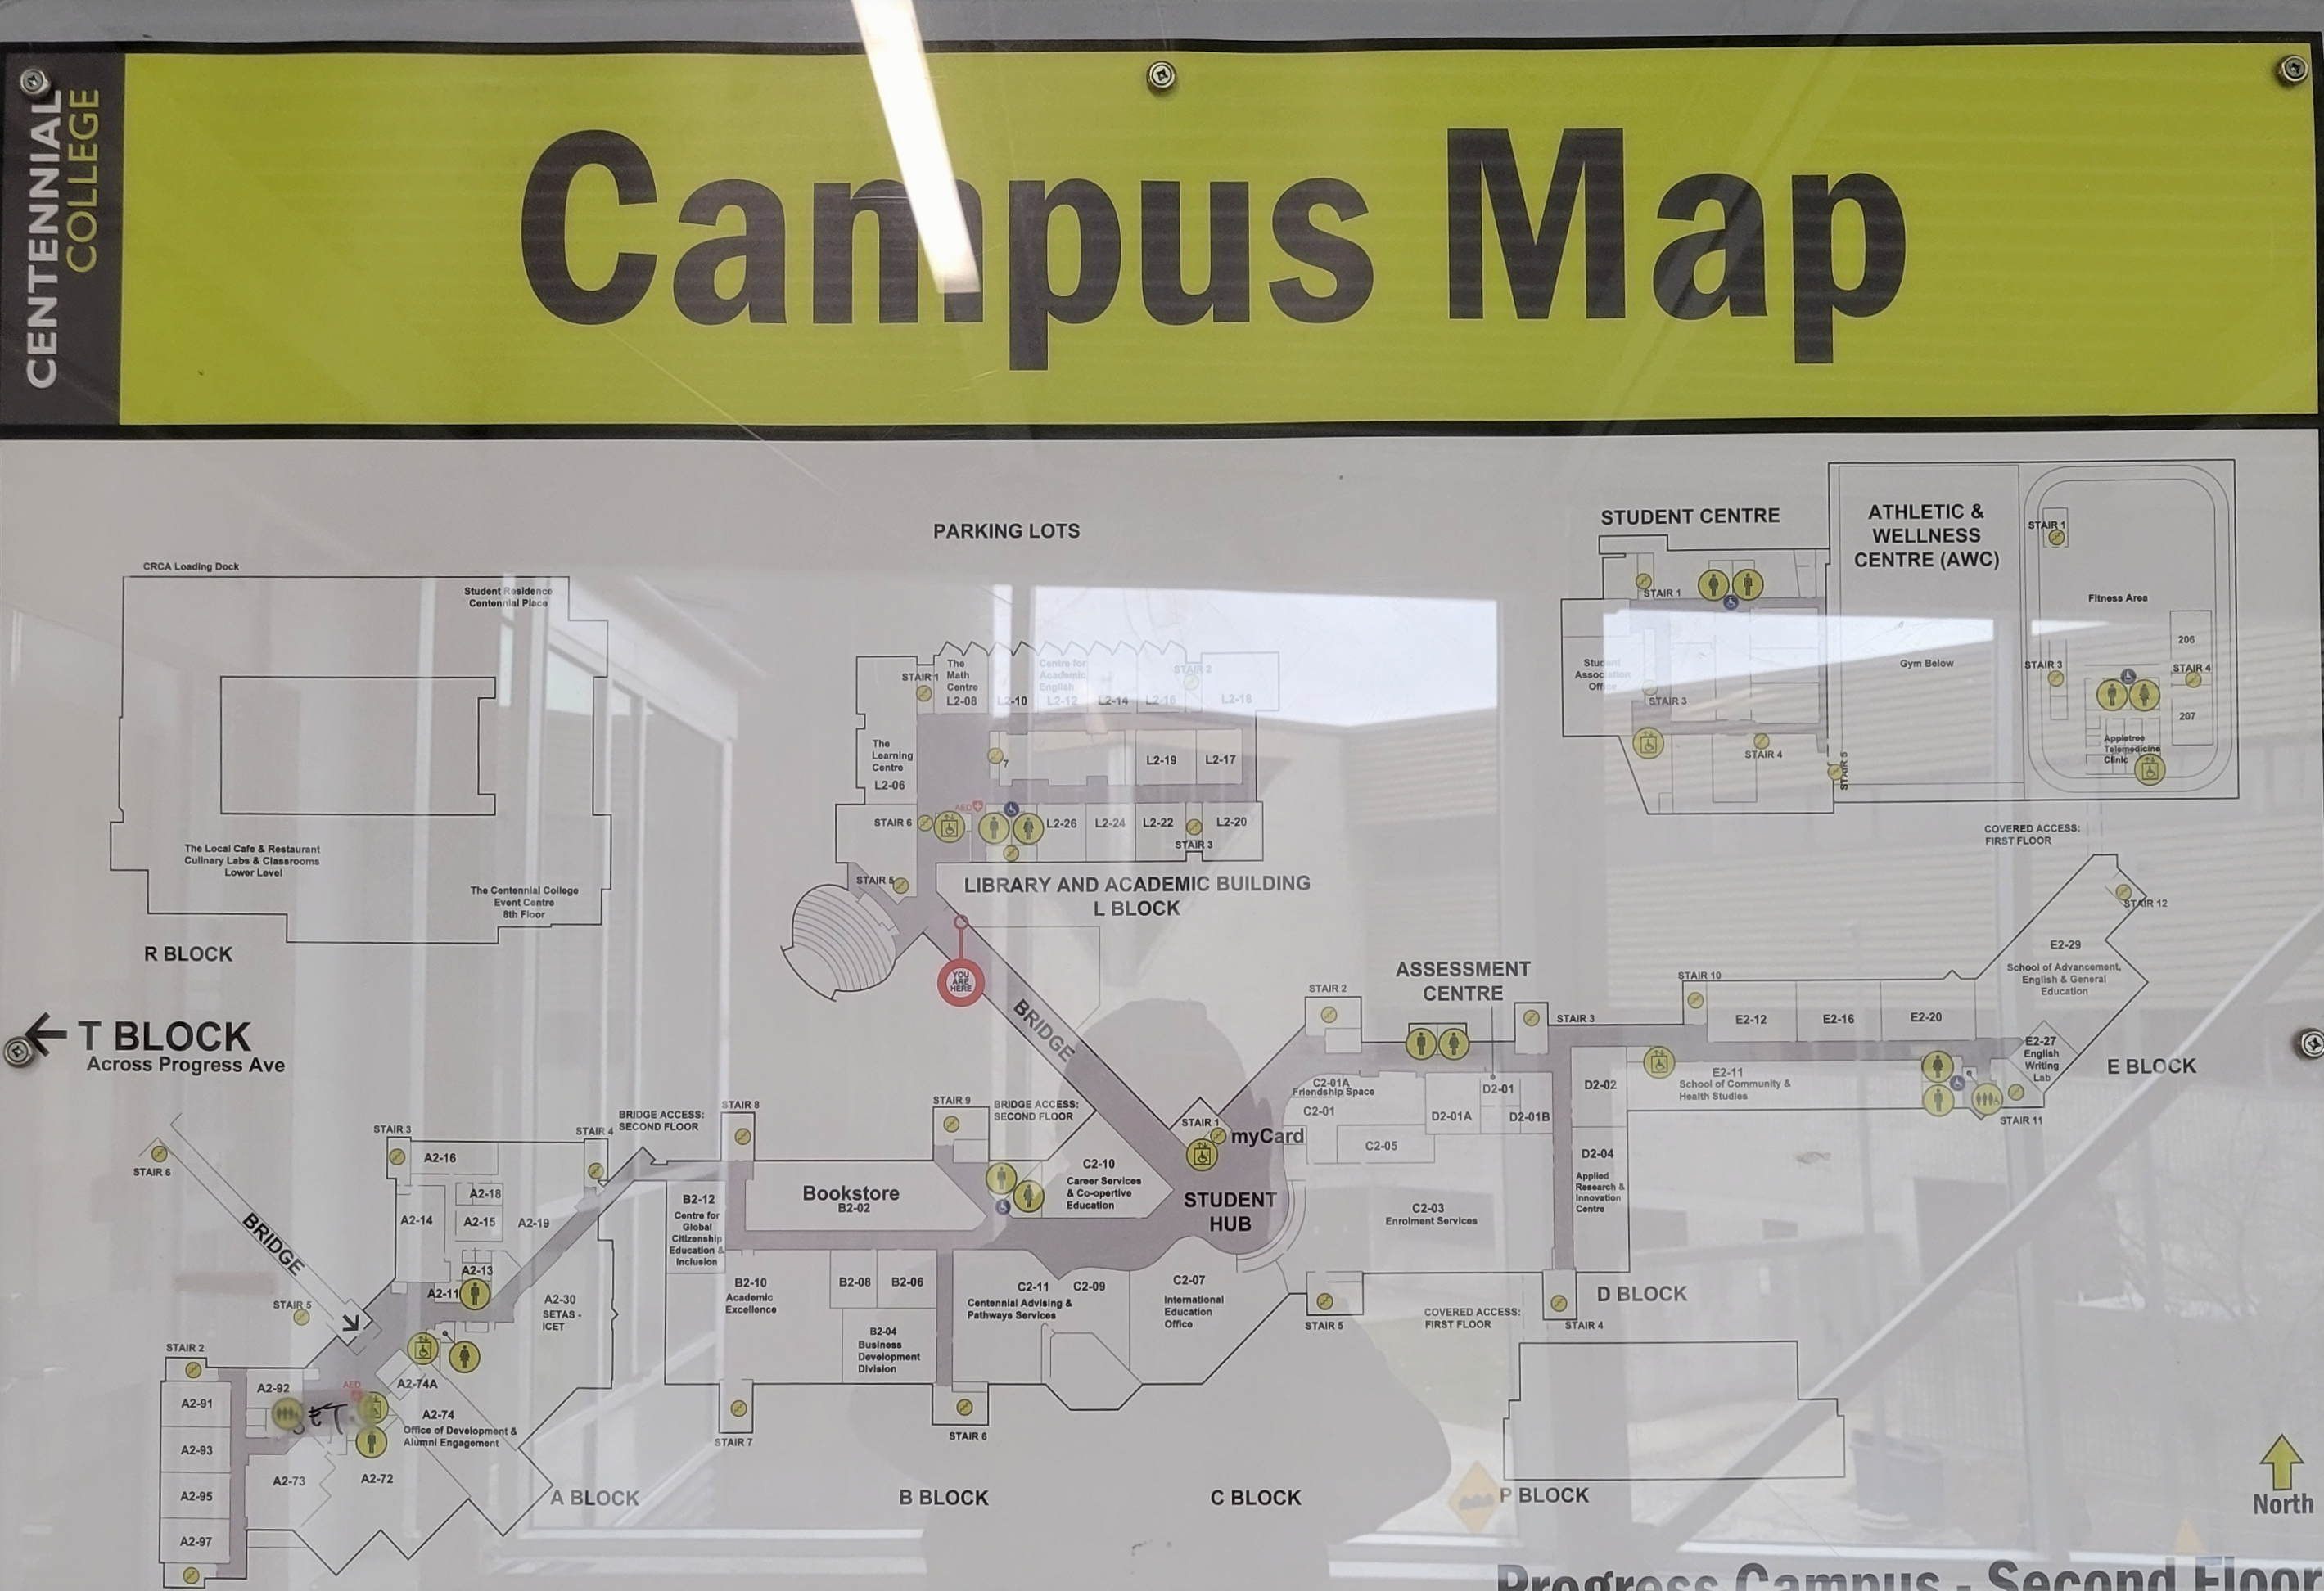 CENTENNIAL
COLLEGE
Campus Map
PARKING LOTS
STUDENT CENTRE
ATHLETIC &
WELLNESS
CENTRE (AWC)
STAIR 1
Fitness Area
206
STAIR 3
STAIR 4
207
Appletree
Telemedicine
Clinic
Gym Below
STAIR 1
Student
Association
Office
STAIR 3
STAIR 4
STAIR 5
COVERED ACCESS:
FIRST FLOOR
CRCA Loading Dock
Student Residence
Centennial Place
The Local Cafe & Restaurant
Culinary Labs & Classrooms
Lower Level
The Centennial College
Event Centre
8th Floor
R BLOCK
STAIR 1
The
Math
Centre
L2-08
L2-10
Centre for
Academic
English
L2-12
L2-14
L2-16
STAIR 2
L2-18
The
Learning
Centre
L2-06
7
L2-19
L2-17
AED
STAIR 6
L2-26
L2-24
L2-22
L2-20
STAIR 3
STAIR 5
LIBRARY AND ACADEMIC BUILDING
L BLOCK
YOU
ARE
HERE
BRIDGE
T BLOCK
Across Progress Ave
ASSESSMENT
CENTRE
STAIR 2
STAIR 3
STAIR 10
E2-12
E2-16
E2-20
STAIR 12
E2-29
School of Advancement,
English & General
Education
E2-27
English
Writing
Lab
E BLOCK
E2-11
School of Community &
Health Studies
STAIR 11
C2-01A
Friendship Space
C2-01
D2-01
D2-01A
D2-01B
D2-02
C2-05
STAIR 1
myCard
D2-04
Applied
Research &
Innovation
Centre
STUDENT
HUB
C2-03
Enrolment Services
STAIR 6
BRIDGE
STAIR 5
STAIR 3
A2-16
STAIR 4
BRIDGE ACCESS:
SECOND FLOOR
STAIR 8
STAIR 9
BRIDGE ACCESS:
SECOND FLOOR
A2-18
A2-14
A2-15
A2-19
A2-13
A2-11
A2-30
SETAS -
ICET
B2-12
Centre for
Global
Citizenship
Education &
Inclusion
Bookstore
B2-02
C2-10
Career Services
& Co-opertive
Education
B2-10
Academic
Excellence
B2-08
B2-06
B2-04
Business
Development
Division
C2-11
C2-09
Centennial Advising &
Pathways Services
C2-07
International
Education
Office
STAIR 5
COVERED ACCESS:
FIRST FLOOR
D BLOCK
STAIR 4
STAIR 2
A2-91
A2-92
AED
A2-74A
A2-74
Office of Development &
Alumni Engagement
A2-93
A2-73
A2-72
A2-95
A2-97
STAIR 7
STAIR 6
A BLOCK
B BLOCK
C BLOCK
P BLOCK
North
Progress Campus - Second Floor